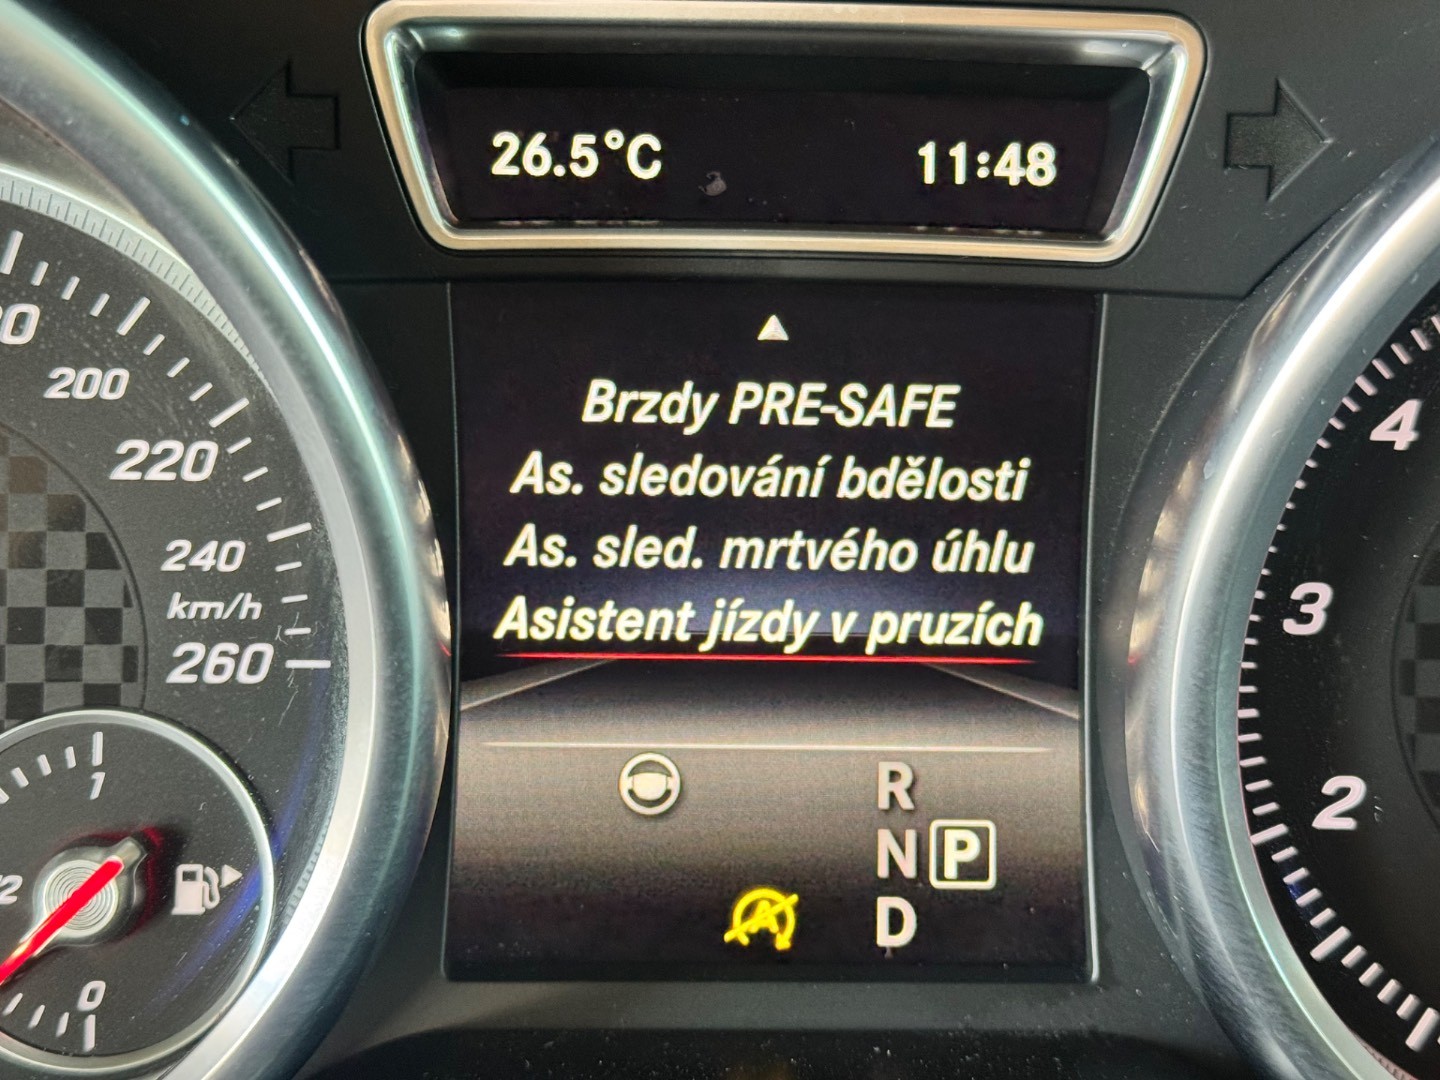 26.5°C 11:48
Brzdy PRE-SAFE
As. sledování bdělosti
As. sled. mrtvého úhlu
Asistent jízdy v pruzích
R
N P
D
A
200
220
240
km/h
260
1
0
4
3
2